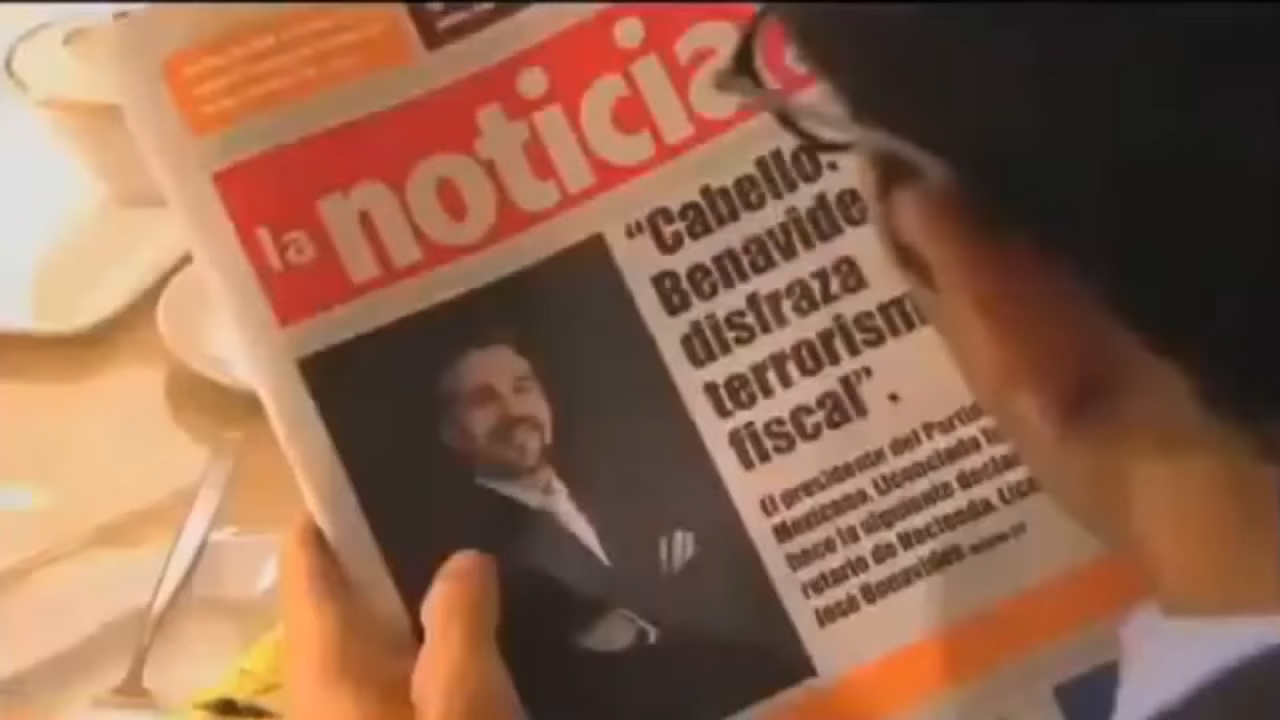 la noticia
“Cabello:
Benavide
disfraza
terrorism
fiscal”.
El presidente del Partid
Mexicano, Licenciado
hace la siguiente decla
retario de Hacienda, Lic
José Benavides